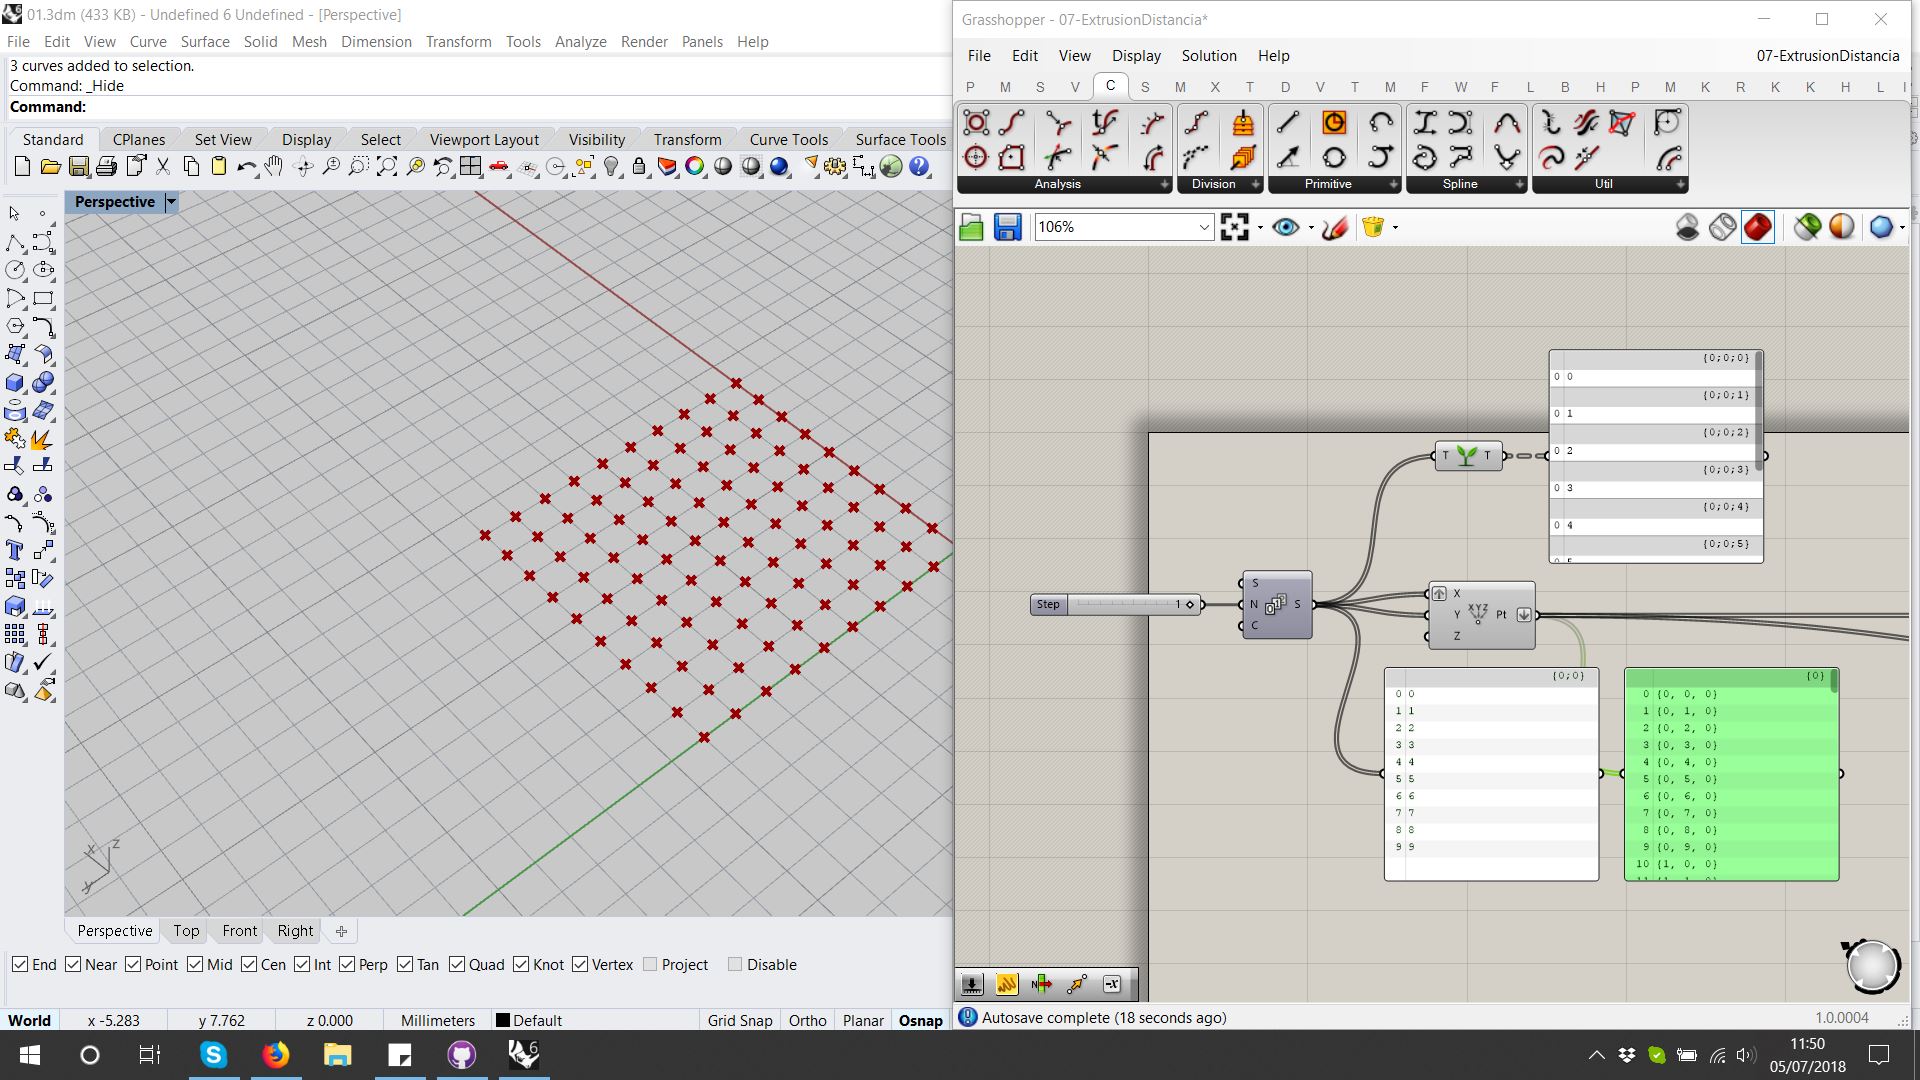 01.3dm (433 KB) - Undefined 6 Undefined - [Perspective]
File Edit View Curve Surface Solid Mesh Dimension Transform Tools Analyze Render Panels Help
3 curves added to selection.
Command: _Hide
Command:
Standard CPlanes Set View Display Select Viewport Layout Visibility Transform Curve Tools Surface Tools
Perspective
x z y
Perspective Top Front Right
End Near Point Mid Cen Int Perp Tan Quad Knot Vertex Project Disable
World x -5.283 y 7.762 z 0.000 Millimeters Default Grid Snap Ortho Planar Osnap
Grasshopper - 07-ExtrusionDistancia*
File Edit View Display Solution Help 07-ExtrusionDistancia
P M S V C S M X T D V T M F W F L B H P M K R K K H L
Analysis Division Primitive Spline Util
106%
{0;0;0}
0 0
{0;0;1}
0 1
{0;0;2}
0 2
{0;0;3}
0 3
{0;0;4}
0 4
{0;0;5}
T T
Step 1
S N C S
X Y Z XYZ Pt
{0;0}
0 0
1 1
2 2
3 3
4 4
5 5
6 6
7 7
8 8
9 9
{0}
0 {0, 0, 0}
1 {0, 1, 0}
2 {0, 2, 0}
3 {0, 3, 0}
4 {0, 4, 0}
5 {0, 5, 0}
6 {0, 6, 0}
7 {0, 7, 0}
8 {0, 8, 0}
9 {0, 9, 0}
10 {1, 0, 0}
N -x
Autosave complete (18 seconds ago) 1.0.0004
6
11:50
05/07/2018